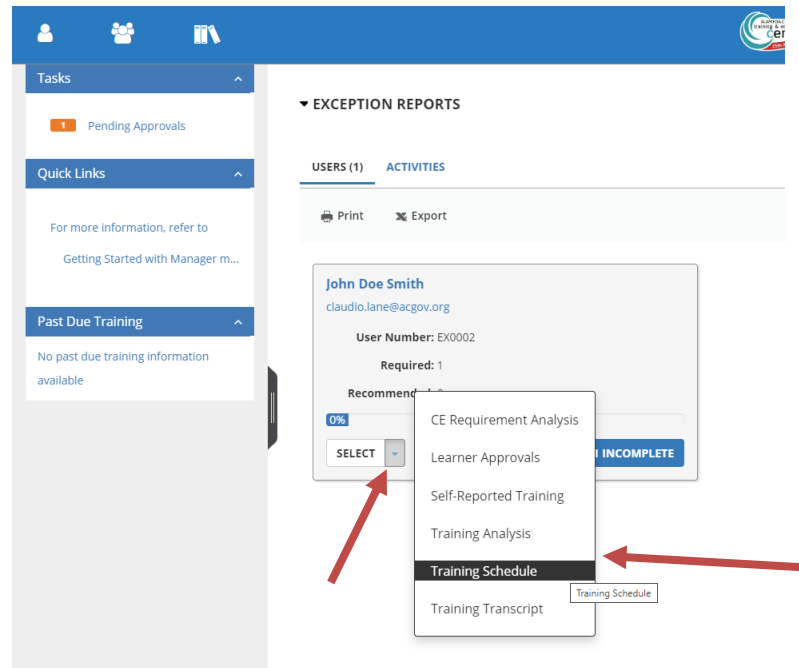 Tasks
1 Pending Approvals
Quick Links
For more information, refer to
Getting Started with Manager m...
Past Due Training
No past due training information
available
EXCEPTION REPORTS
USERS (1) ACTIVITIES
Print Export
John Doe Smith
claudio.lane@acgov.org
User Number: EX0002
Required: 1
0%
SELECT
INCOMPLETE
CE Requirement Analysis
Learner Approvals
Self-Reported Training
Training Analysis
Training Schedule
Training Schedule
Training Transcript